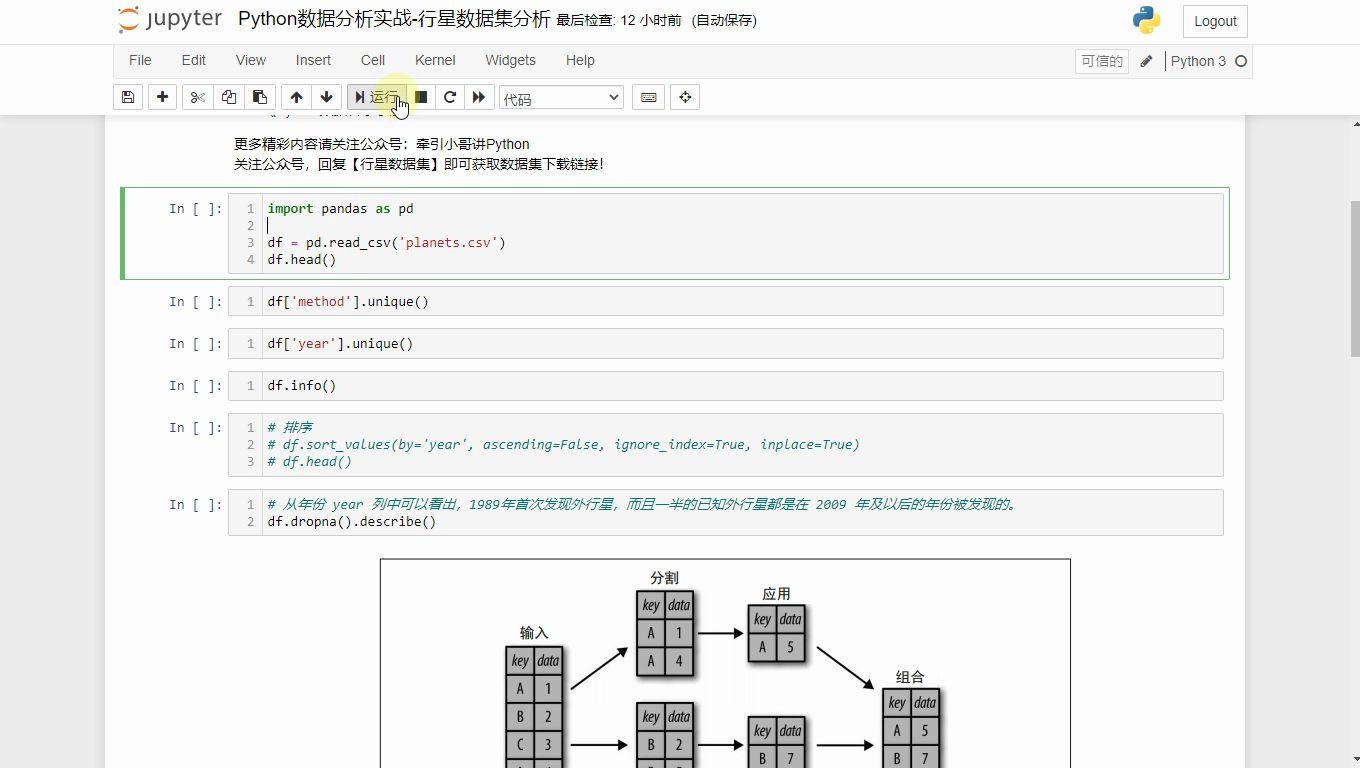 jupyter Python数据分析实战-行星数据集分析 最后检查: 12 小时前 (自动保存) Logout
File Edit View Insert Cell Kernel Widgets Help 可信的 Python 3
运行 代码
更多精彩内容请关注公众号：牵引小哥讲Python
关注公众号，回复【行星数据集】即可获取数据集下载链接！
In [ ]: 1 import pandas as pd
2
3 df = pd.read_csv('planets.csv')
4 df.head()
In [ ]: 1 df['method'].unique()
In [ ]: 1 df['year'].unique()
In [ ]: 1 df.info()
In [ ]: 1 # 排序
2 # df.sort_values(by='year', ascending=False, ignore_index=True, inplace=True)
3 # df.head()
In [ ]: 1 # 从年份 year 列中可以看出，1989年首次发现外行星，而且一半的已知外行星都是在 2009 年及以后的年份被发现的。
2 df.dropna().describe()
输入
key data
A 1
B 2
C 3
分割
key data
A 1
A 4
key data
B 2
应用
key data
A 5
key data
B 7
组合
key data
A 5
B 7